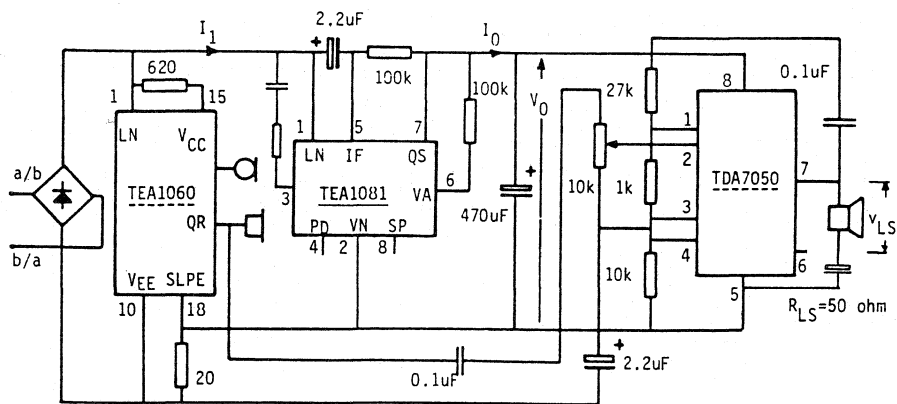 2.2uF
I1
I0
+
620
100k
100k
27k
8
0.1uF
1
15
1
5
7
V0
LN
VCC
LN
IF
QS
1
2
7
a/b
TEA1060
TEA1081
VA
6
10k
1k
TDA7050
3
+
470uF
3
vLS
QR
PD
VN
SP
4
2
8
4
6
b/a
VEE
SLPE
10k
5
10
18
RLS=50 ohm
20
0.1uF
+
2.2uF